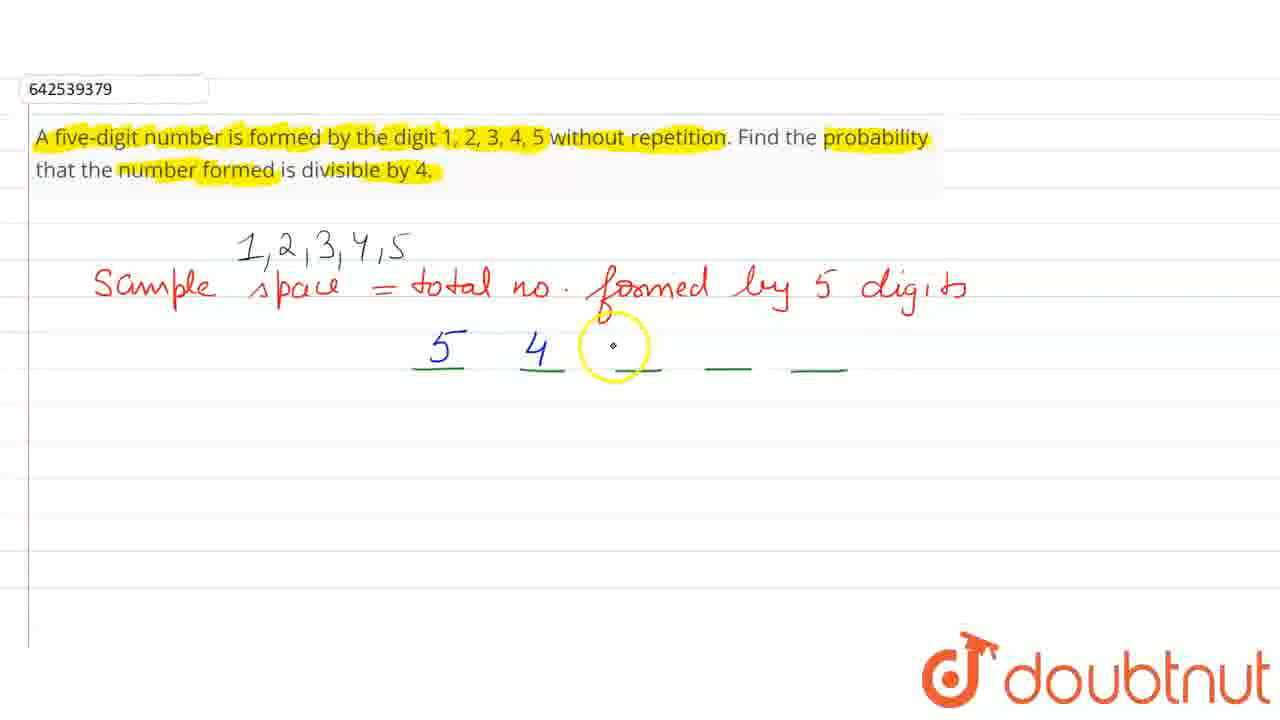 642539379
A five-digit number is formed by the digit 1, 2, 3, 4, 5 without repetition. Find the probability
that the number formed is divisible by 4.
1, 2, 3, 4, 5
Sample space = total no. formed by 5 digits
5 4
doubtnut